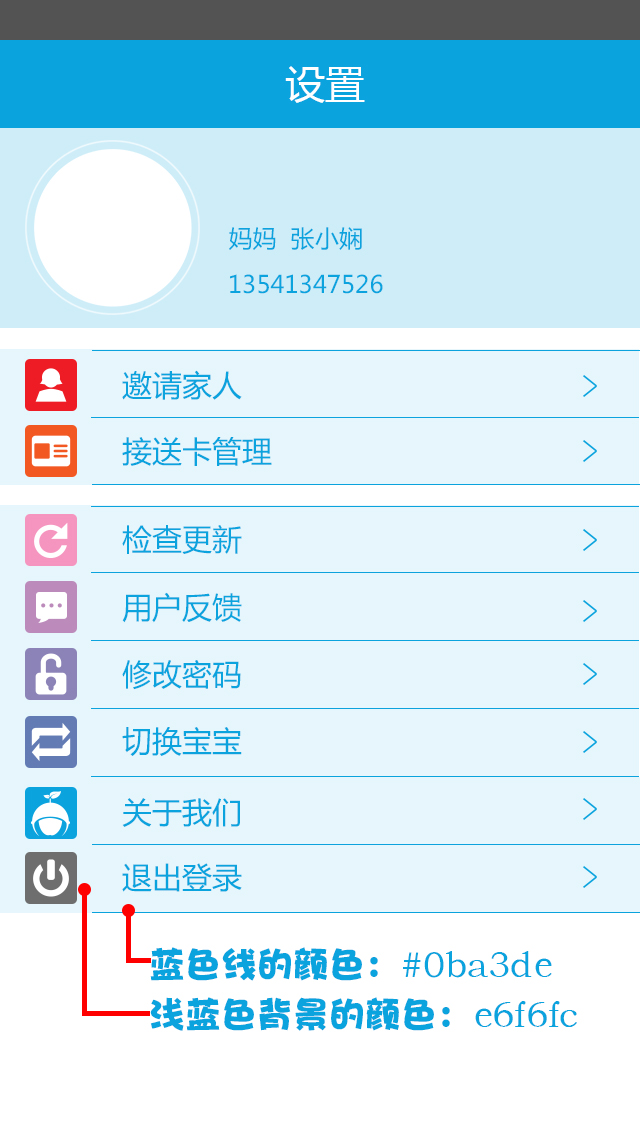 设置
妈妈 张小娴
13541347526
邀请家人
接送卡管理
检查更新
用户反馈
修改密码
切换宝宝
关于我们
退出登录
蓝色线的颜色：#0ba3de
浅蓝色背景的颜色：e6f6fc